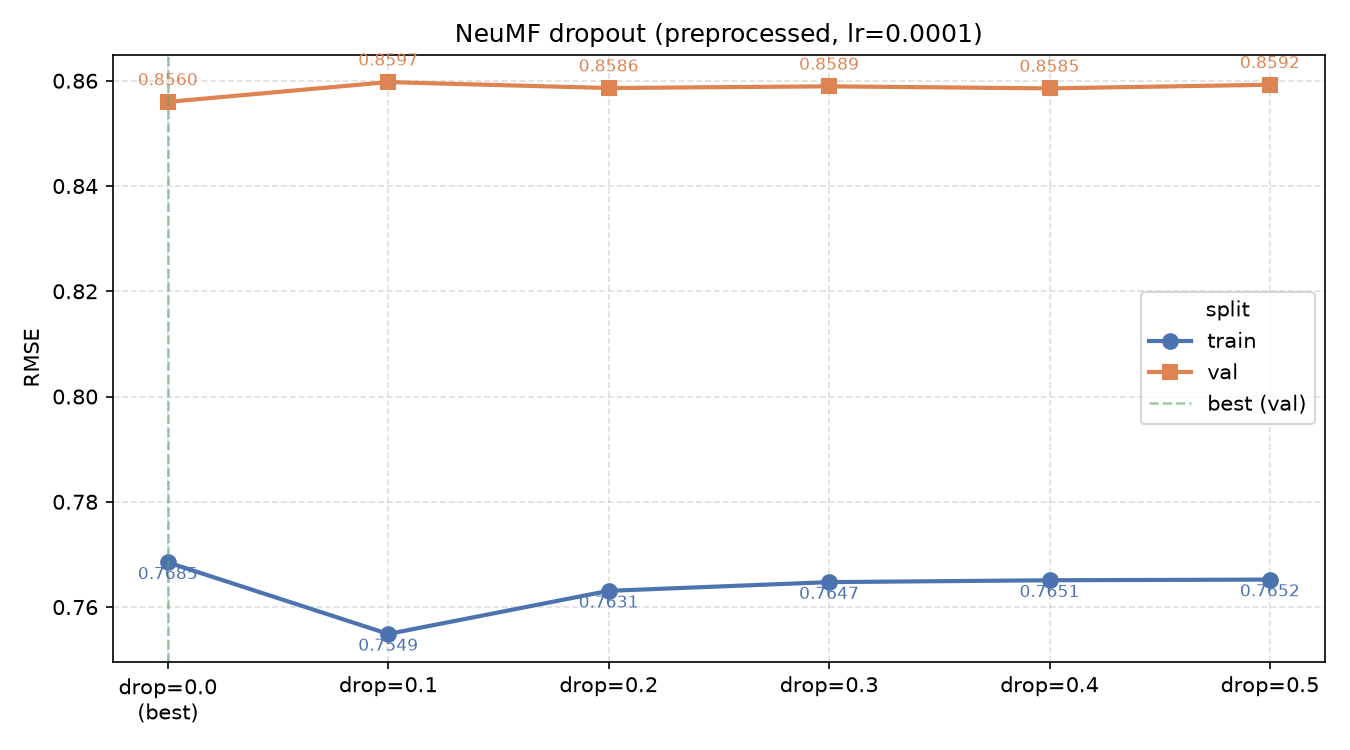 NeuMF dropout (preprocessed, lr=0.0001)
0.8560
0.8597
0.8586
0.8589
0.8585
0.8592
0.86
0.84
0.82
0.80
0.78
0.76
RMSE
split
train
val
best (val)
0.7685
0.7549
0.7631
0.7647
0.7651
0.7652
drop=0.0
(best)
drop=0.1
drop=0.2
drop=0.3
drop=0.4
drop=0.5